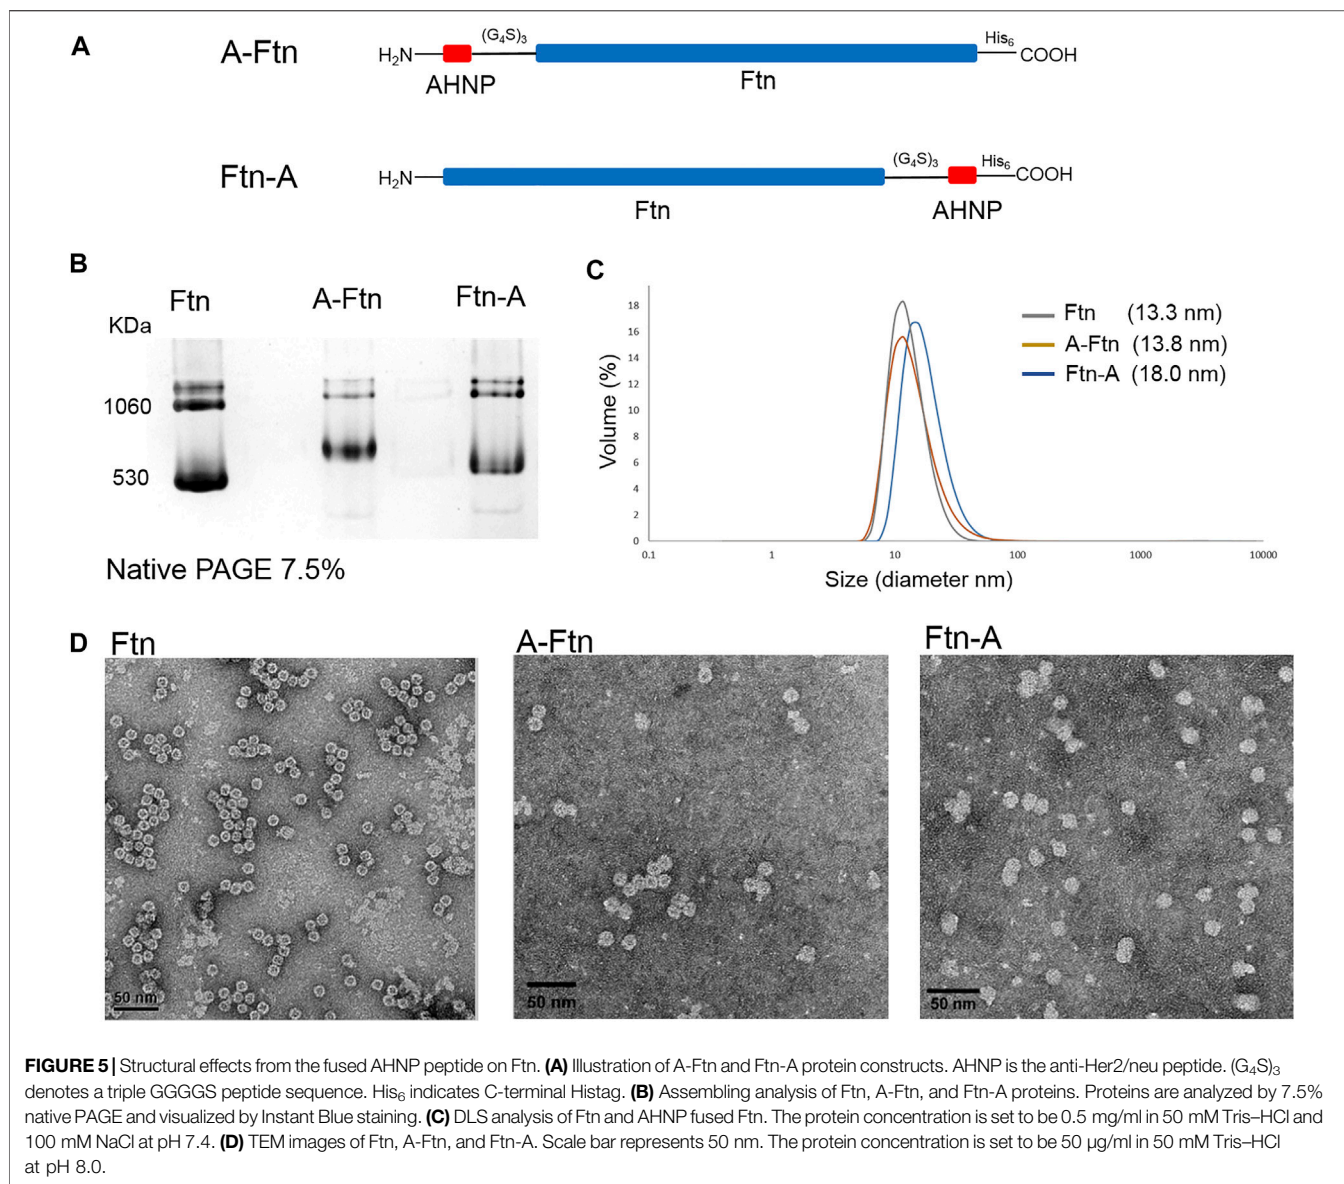 A
A-Ftn
H₂N
(G₄S)₃
His₆
COOH
AHNP
Ftn
Ftn-A
H₂N
(G₄S)₃
His₆
COOH
Ftn
AHNP
B
Ftn
A-Ftn
Ftn-A
KDa
1060
530
Native PAGE 7.5%
C
18
16
14
12
10
8
6
4
2
0
Volume (%)
0.1
1
10
100
1000
10000
Size (diameter nm)
Ftn (13.3 nm)
A-Ftn (13.8 nm)
Ftn-A (18.0 nm)
D
Ftn
A-Ftn
Ftn-A
50 nm
50 nm
50 nm
FIGURE 5 | Structural effects from the fused AHNP peptide on Ftn. (A) Illustration of A-Ftn and Ftn-A protein constructs. AHNP is the anti-Her2/neu peptide. (G₄S)₃
denotes a triple GGGGS peptide sequence. His₆ indicates C-terminal Histag. (B) Assembling analysis of Ftn, A-Ftn, and Ftn-A proteins. Proteins are analyzed by 7.5%
native PAGE and visualized by Instant Blue staining. (C) DLS analysis of Ftn and AHNP fused Ftn. The protein concentration is set to be 0.5 mg/ml in 50 mM Tris–HCl and
100 mM NaCl at pH 7.4. (D) TEM images of Ftn, A-Ftn, and Ftn-A. Scale bar represents 50 nm. The protein concentration is set to be 50 μg/ml in 50 mM Tris–HCl
at pH 8.0.